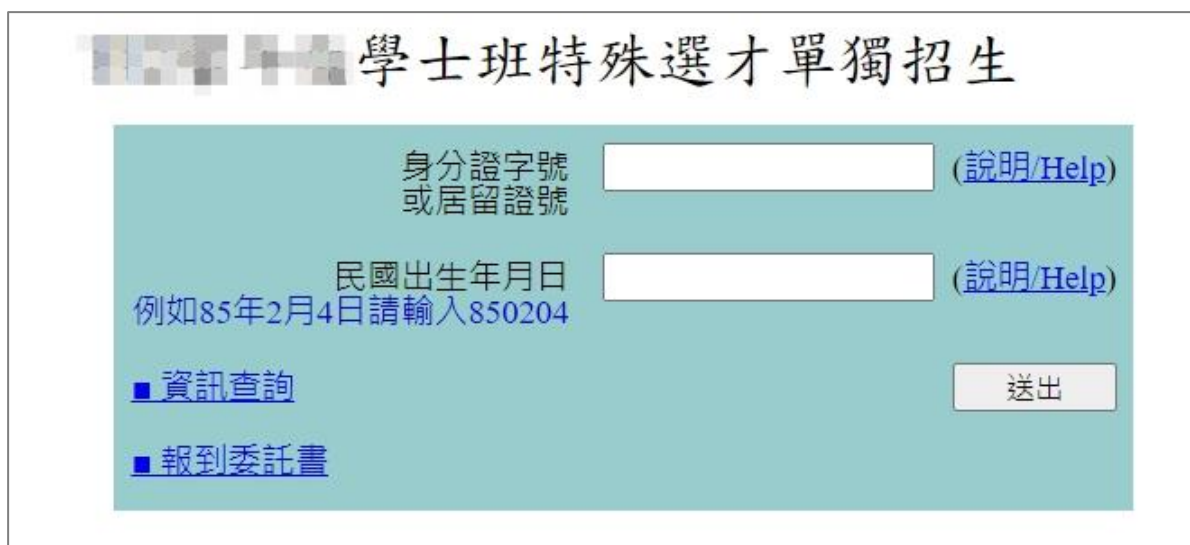 學士班特殊選才單獨招生
身分證字號
或居留證號
(說明/Help)
民國出生年月日
例如85年2月4日請輸入850204
(說明/Help)
■ 資訊查詢
送出
■ 報到委託書